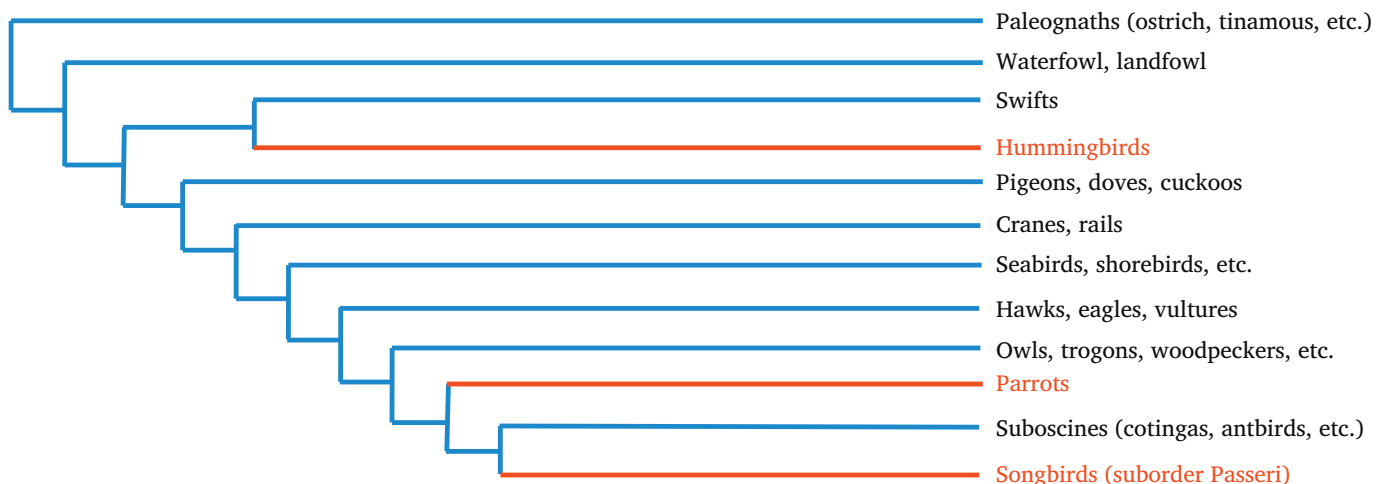 Paleognaths (ostrich, tinamous, etc.)
Waterfowl, landfowl
Swifts
Hummingbirds
Pigeons, doves, cuckoos
Cranes, rails
Seabirds, shorebirds, etc.
Hawks, eagles, vultures
Owls, trogons, woodpeckers, etc.
Parrots
Suboscines (cotingas, antbirds, etc.)
Songbirds (suborder Passeri)